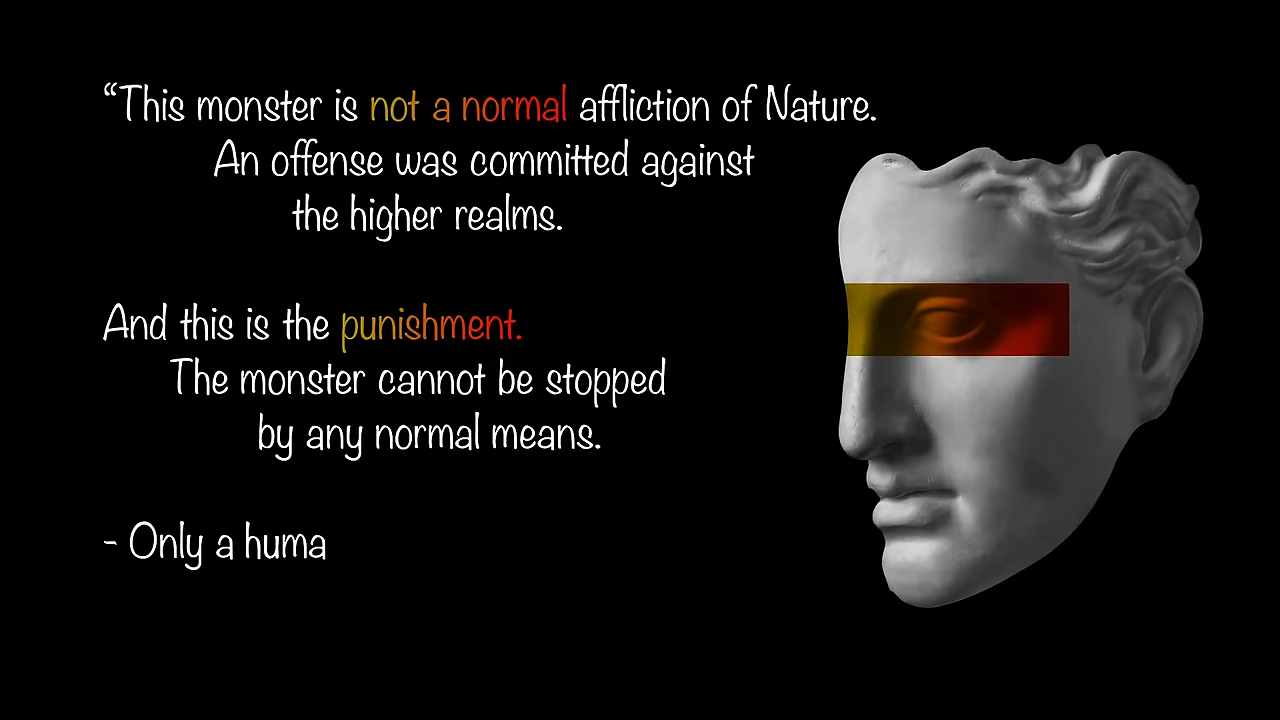 “This monster is not a normal affliction of Nature.
An offense was committed against
the higher realms.
And this is the punishment.
The monster cannot be stopped
by any normal means.
- Only a huma